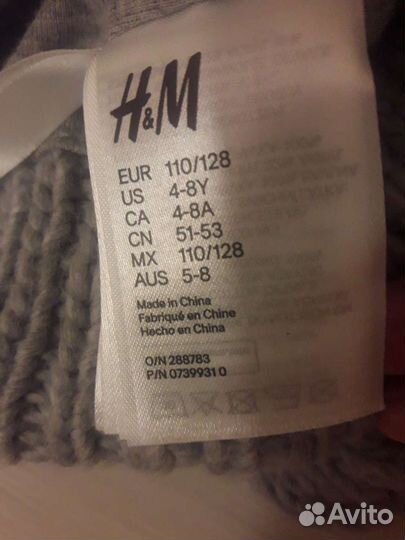 H&M
EUR 110/128
US 4-8Y
CA 4-8A
CN 51-53
MX 110/128
AUS 5-8
Made in China
Fabriqué en Chine
Hecho en China
O/N 288783
P/N 0739931 0
Avito